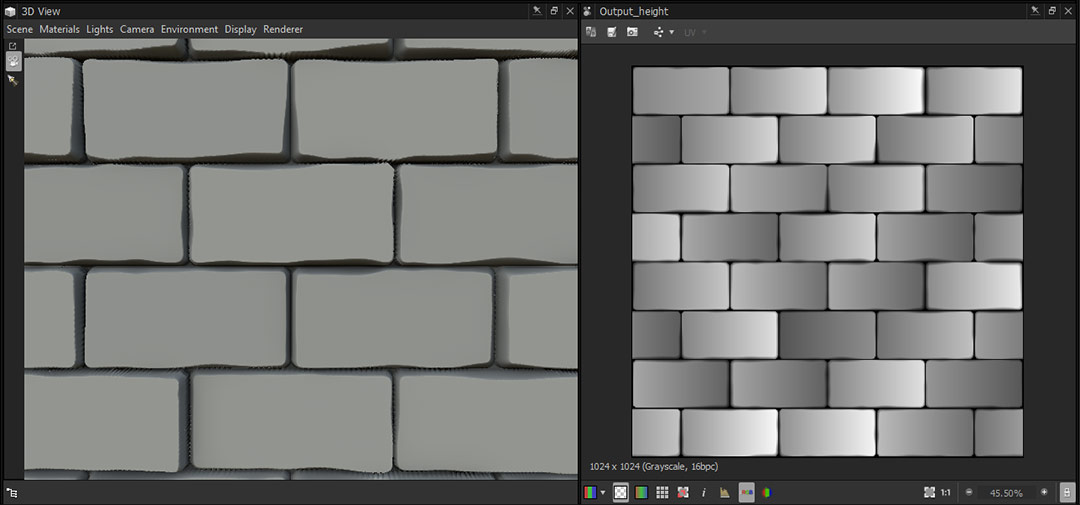 3D View
Scene Materials Lights Camera Environment Display Renderer
Output_height
UV
1024 x 1024 (Grayscale, 16bpc)
i
RGB
1:1
45.50%